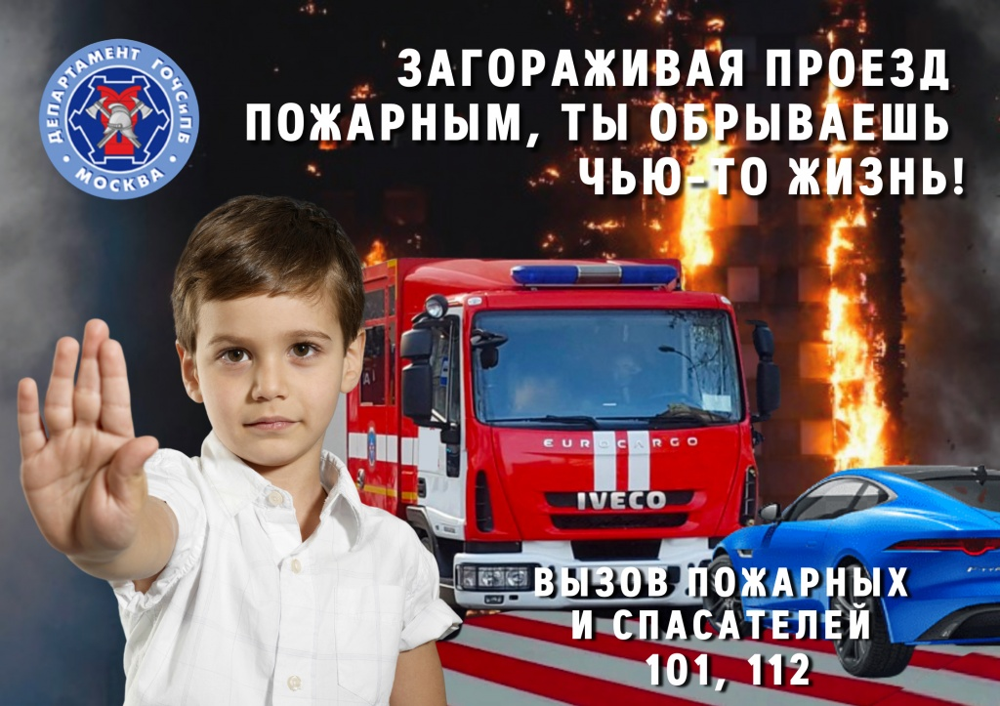 ДЕПАРТАМЕНТ ГОЧСиПБ
МОСКВА
ЗАГОРАЖИВАЯ ПРОЕЗД
ПОЖАРНЫМ, ТЫ ОБРЫВАЕШЬ
ЧЬЮ-ТО ЖИЗНЬ!
EUROCARGO
IVECO
ВЫЗОВ ПОЖАРНЫХ
И СПАСАТЕЛЕЙ
101, 112